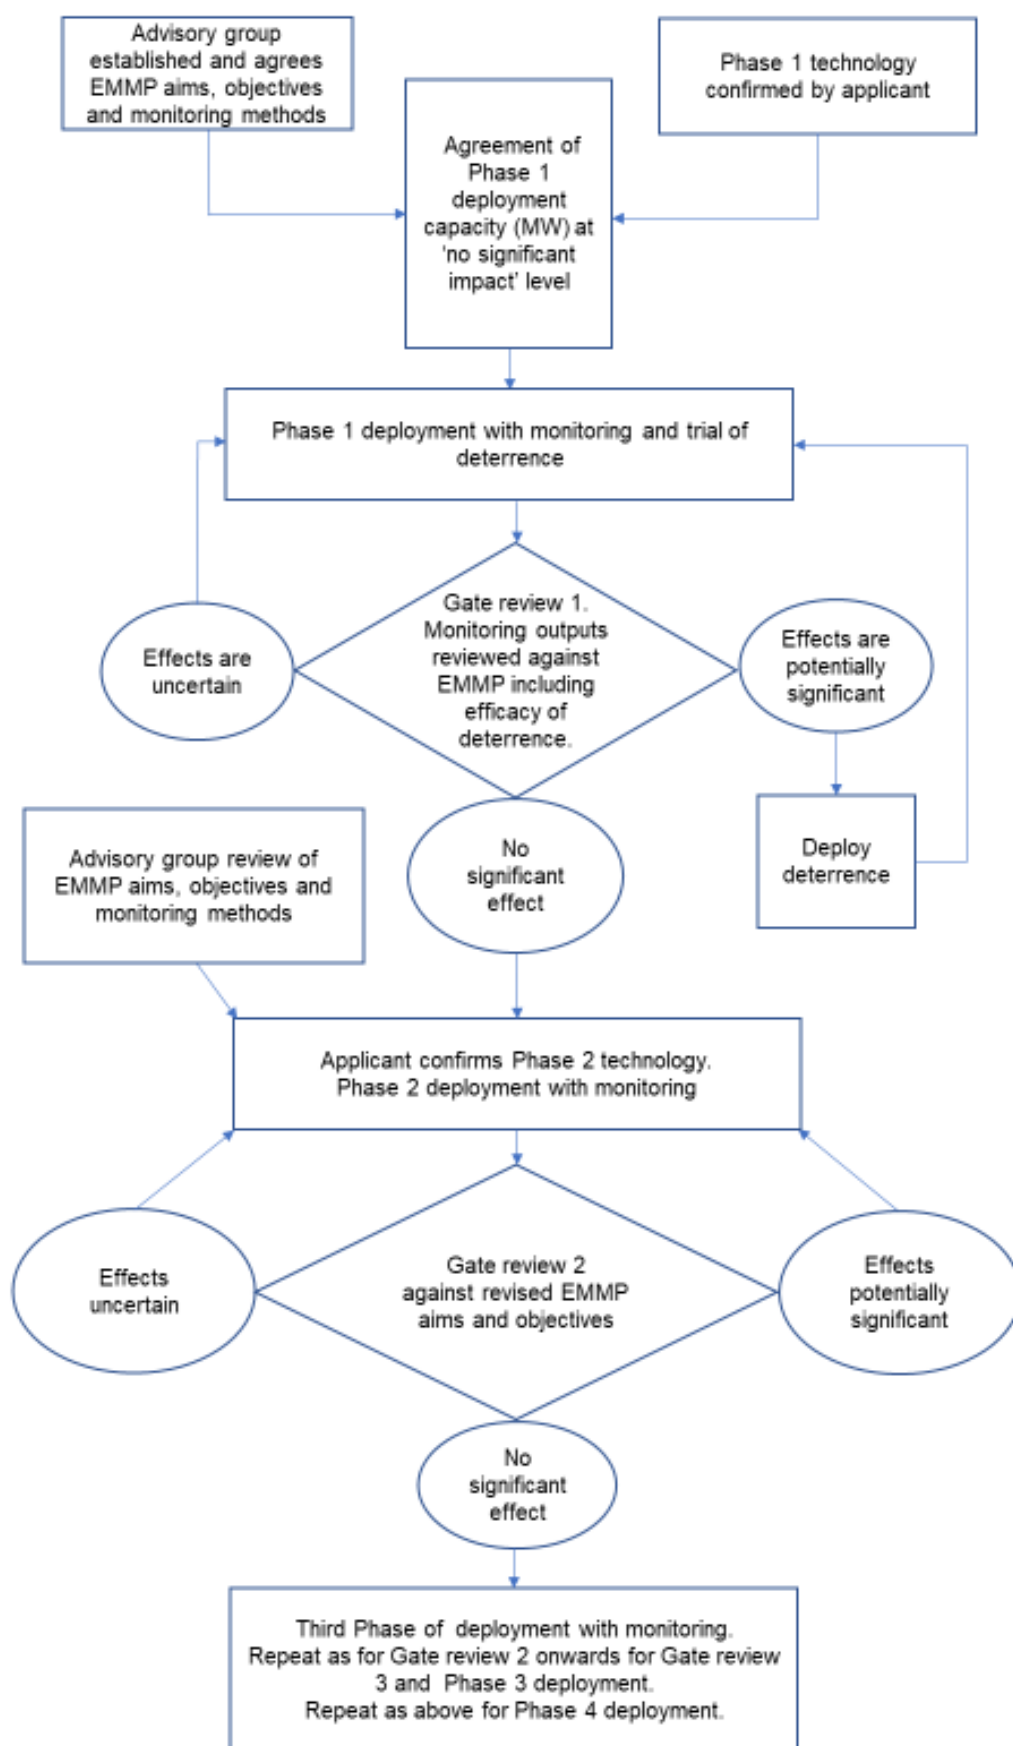 Advisory group
established and agrees
EMMP aims, objectives
and monitoring methods
Phase 1 technology
confirmed by applicant
Agreement of
Phase 1
deployment
capacity (MW) at
‘no significant
impact’ level
Phase 1 deployment with monitoring and trial of
deterrence
Effects are
uncertain
Gate review 1.
Monitoring outputs
reviewed against
EMMP including
efficacy of
deterrence.
Effects are
potentially
significant
Advisory group review of
EMMP aims, objectives and
monitoring methods
No
significant
effect
Deploy
deterrence
Applicant confirms Phase 2 technology.
Phase 2 deployment with monitoring
Effects
uncertain
Gate review 2
against revised EMMP
aims and objectives
Effects
potentially
significant
No
significant
effect
Third Phase of deployment with monitoring.
Repeat as for Gate review 2 onwards for Gate review
3 and Phase 3 deployment.
Repeat as above for Phase 4 deployment.